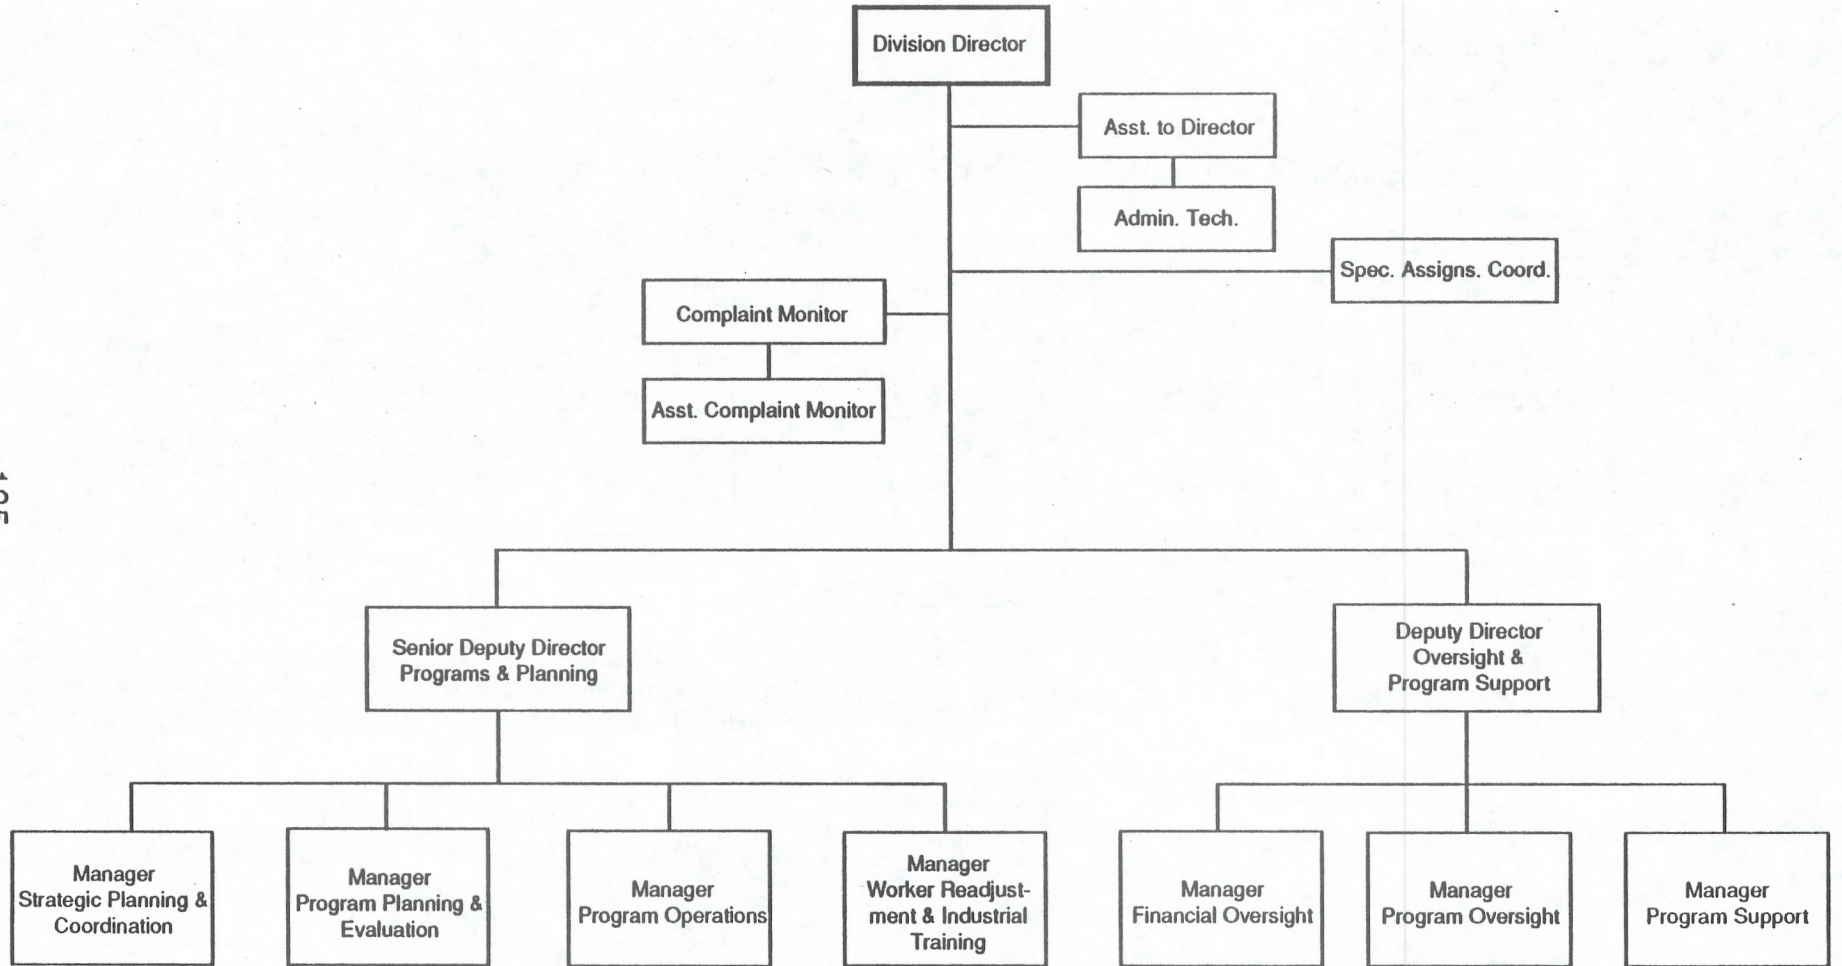 Division Director
Asst. to Director
Admin. Tech.
Spec. Assigns. Coord.
Complaint Monitor
Asst. Complaint Monitor
Senior Deputy Director
Programs & Planning
Deputy Director
Oversight &
Program Support
Manager
Strategic Planning &
Coordination
Manager
Program Planning &
Evaluation
Manager
Program Operations
Manager
Worker Readjust-
ment & Industrial
Training
Manager
Financial Oversight
Manager
Program Oversight
Manager
Program Support